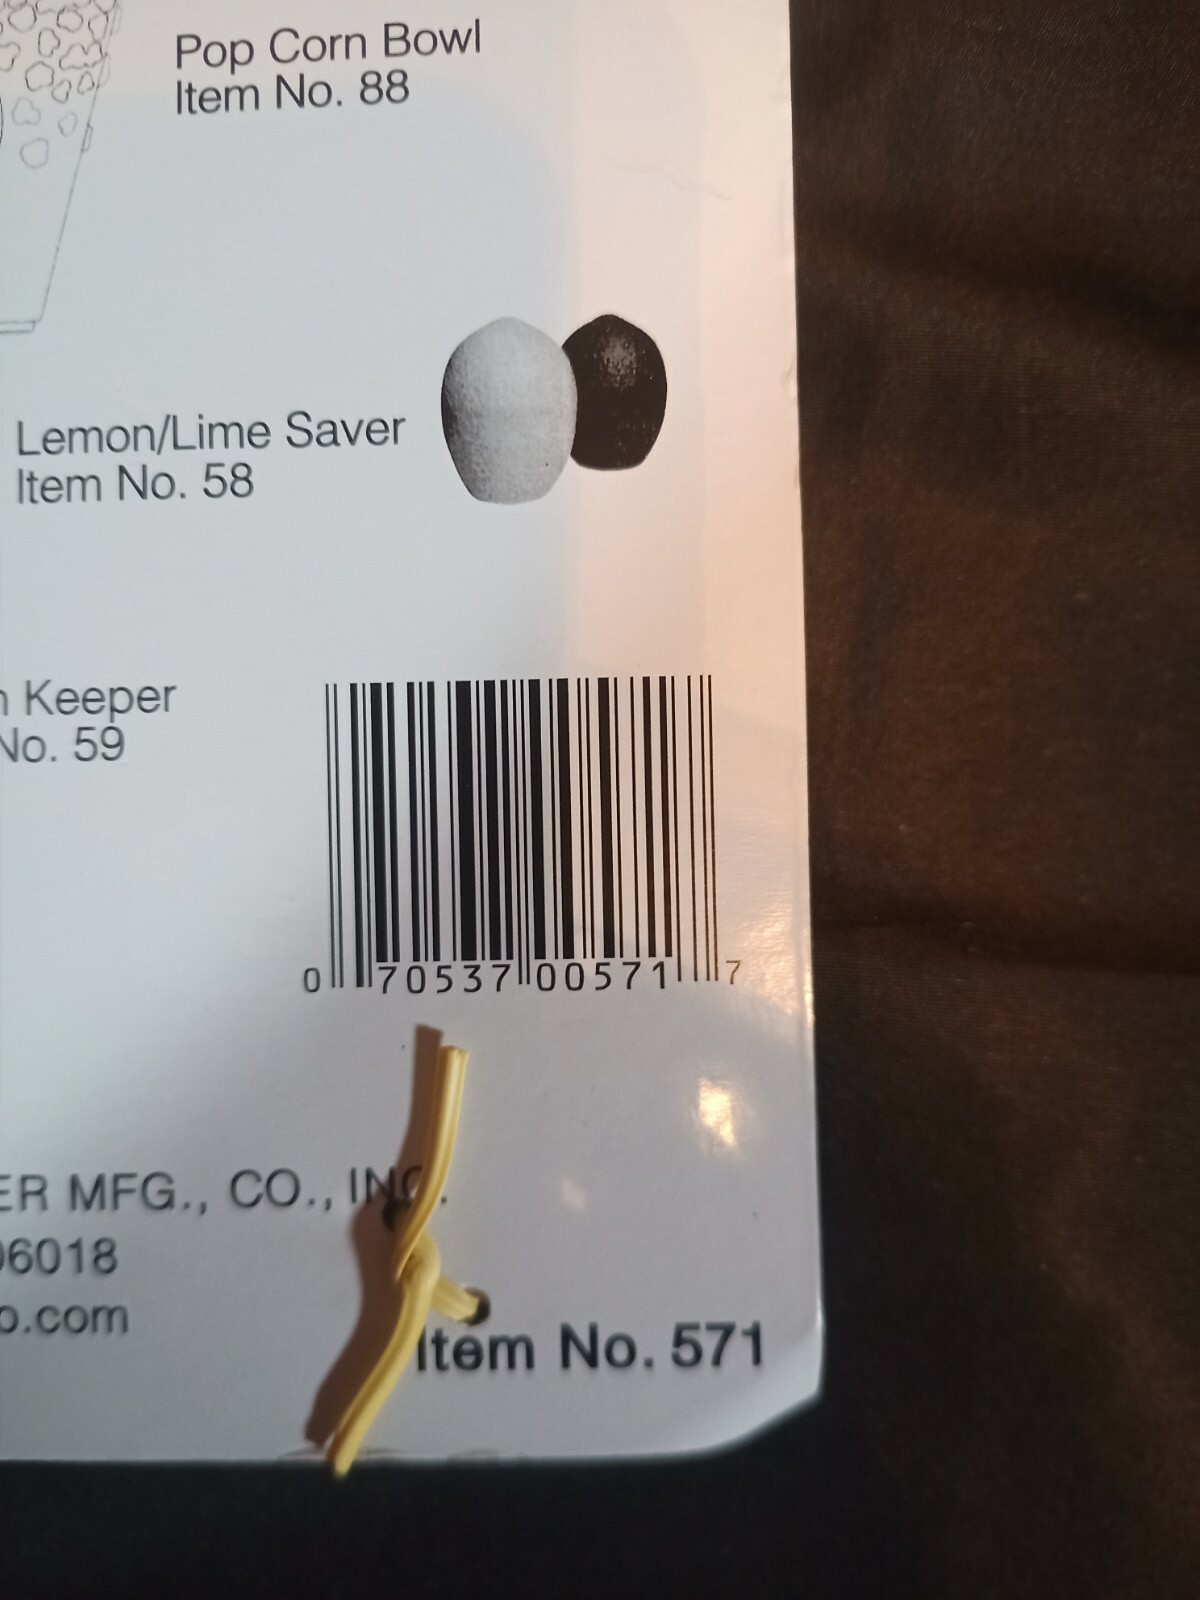 Pop Corn Bowl
Item No. 88
Lemon/Lime Saver
Item No. 58
Keeper
No. 59
0 70537 00571 7
ER MFG., CO., INC.
06018
o.com
Item No. 571